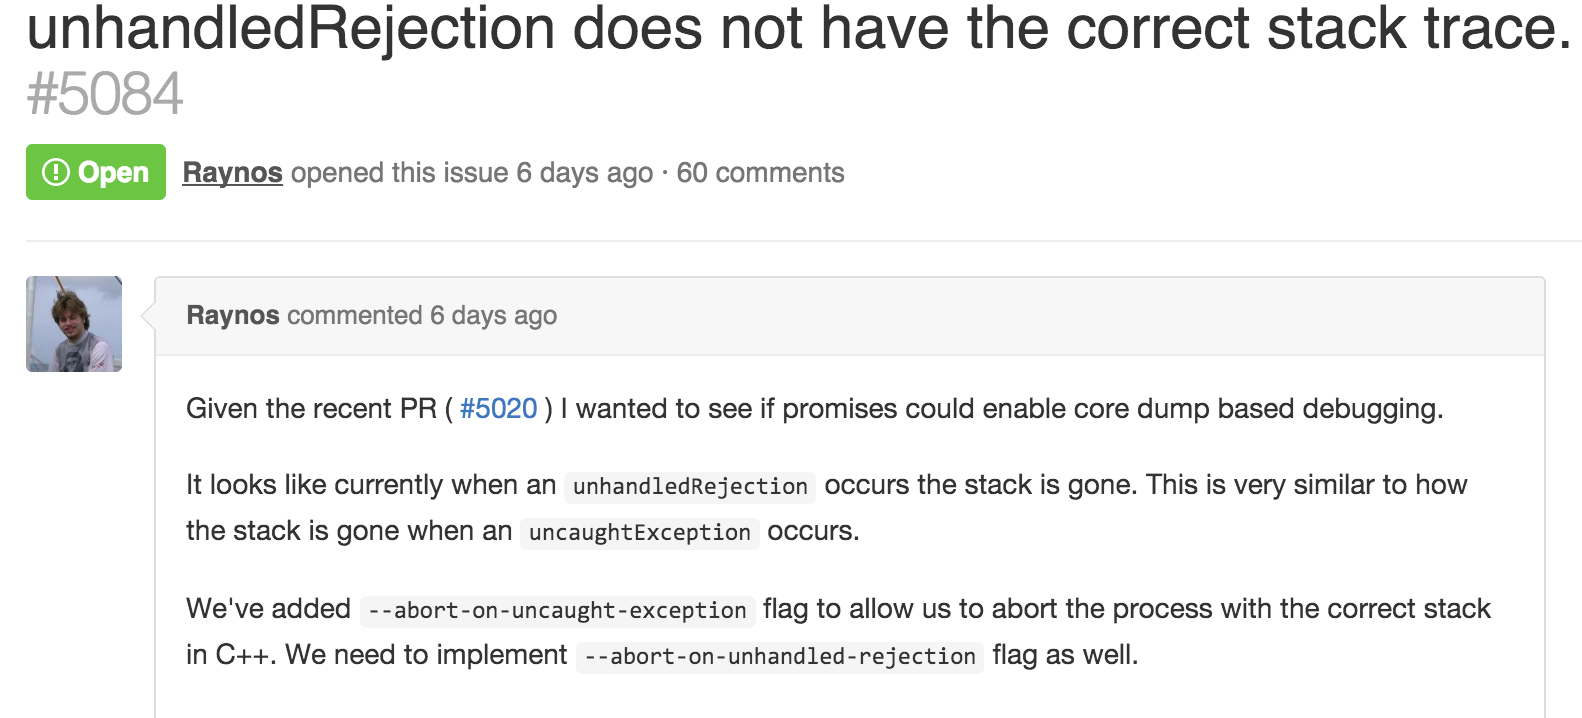 unhandledRejection does not have the correct stack trace.
#5084
Open Raynos opened this issue 6 days ago · 60 comments
Raynos commented 6 days ago
Given the recent PR ( #5020 ) I wanted to see if promises could enable core dump based debugging.
It looks like currently when an unhandledRejection occurs the stack is gone. This is very similar to how
the stack is gone when an uncaughtException occurs.
We've added --abort-on-uncaught-exception flag to allow us to abort the process with the correct stack
in C++. We need to implement --abort-on-unhandled-rejection flag as well.